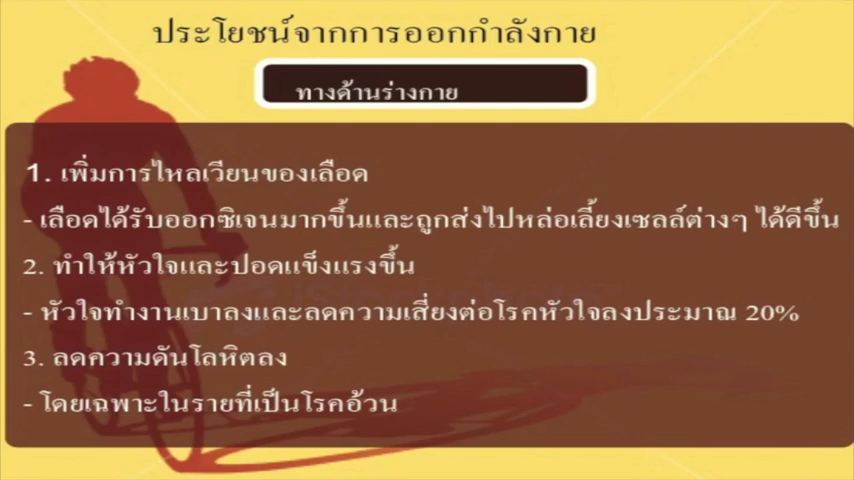 ประโยชน์จากการออกกำลังกาย
ทางด้านร่างกาย
1. เพิ่มการไหลเวียนของเลือด
- เลือดได้รับออกซิเจนมากขึ้นและถูกส่งไปหล่อเลี้ยงเซลล์ต่างๆ ได้ดีขึ้น
2. ทำให้หัวใจและปอดแข็งแรงขึ้น
- หัวใจทำงานเบาลงและลดความเสี่ยงต่อโรคหัวใจลงประมาณ 20%
3. ลดความดันโลหิตลง
- โดยเฉพาะในรายที่เป็นโรคอ้วน